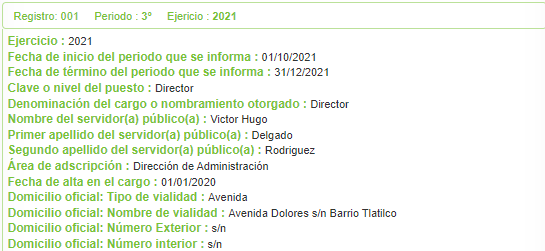 Registro: 001 Periodo : 3º Ejericio : 2021
Ejercicio : 2021
Fecha de inicio del periodo que se informa : 01/10/2021
Fecha de término del periodo que se informa : 31/12/2021
Clave o nivel del puesto : Director
Denominación del cargo o nombramiento otorgado : Director
Nombre del servidor(a) público(a) : Victor Hugo
Primer apellido del servidor(a) público(a) : Delgado
Segundo apellido del servidor(a) público(a) : Rodriguez
Área de adscripción : Dirección de Administración
Fecha de alta en el cargo : 01/01/2020
Domicilio oficial: Tipo de vialidad : Avenida
Domicilio oficial: Nombre de vialidad : Avenida Dolores s/n Barrio Tlatilco
Domicilio oficial: Número Exterior : s/n
Domicilio oficial: Número interior : s/n